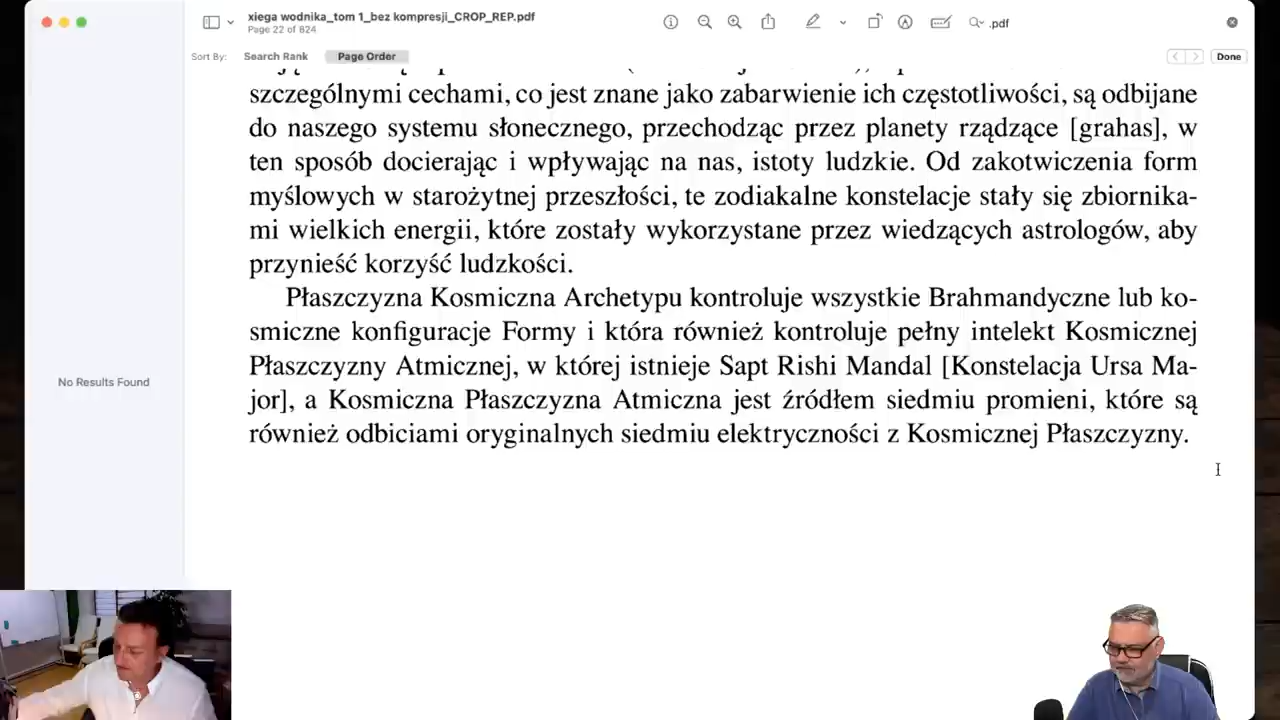 xiega wodnika_tom 1_bez kompresji_CROP_REP.pdf
Page 22 of 824
.pdf
Sort By: Search Rank Page Order Done
szczególnymi cechami, co jest znane jako zabarwienie ich częstotliwości, są odbijane
do naszego systemu słonecznego, przechodząc przez planety rządzące [grahas], w
ten sposób docierając i wpływając na nas, istoty ludzkie. Od zakotwiczenia form
myślowych w starożytnej przeszłości, te zodiakalne konstelacje stały się zbiornika-
mi wielkich energii, które zostały wykorzystane przez wiedzących astrologów, aby
przynieść korzyść ludzkości.
Płaszczyzna Kosmiczna Archetypu kontroluje wszystkie Brahmandyczne lub ko-
smiczne konfiguracje Formy i która również kontroluje pełny intelekt Kosmicznej
Płaszczyzny Atmicznej, w której istnieje Sapt Rishi Mandal [Konstelacja Ursa Ma-
jor], a Kosmiczna Płaszczyzna Atmiczna jest źródłem siedmiu promieni, które są
również odbiciami oryginalnych siedmiu elektryczności z Kosmicznej Płaszczyzny.
No Results Found